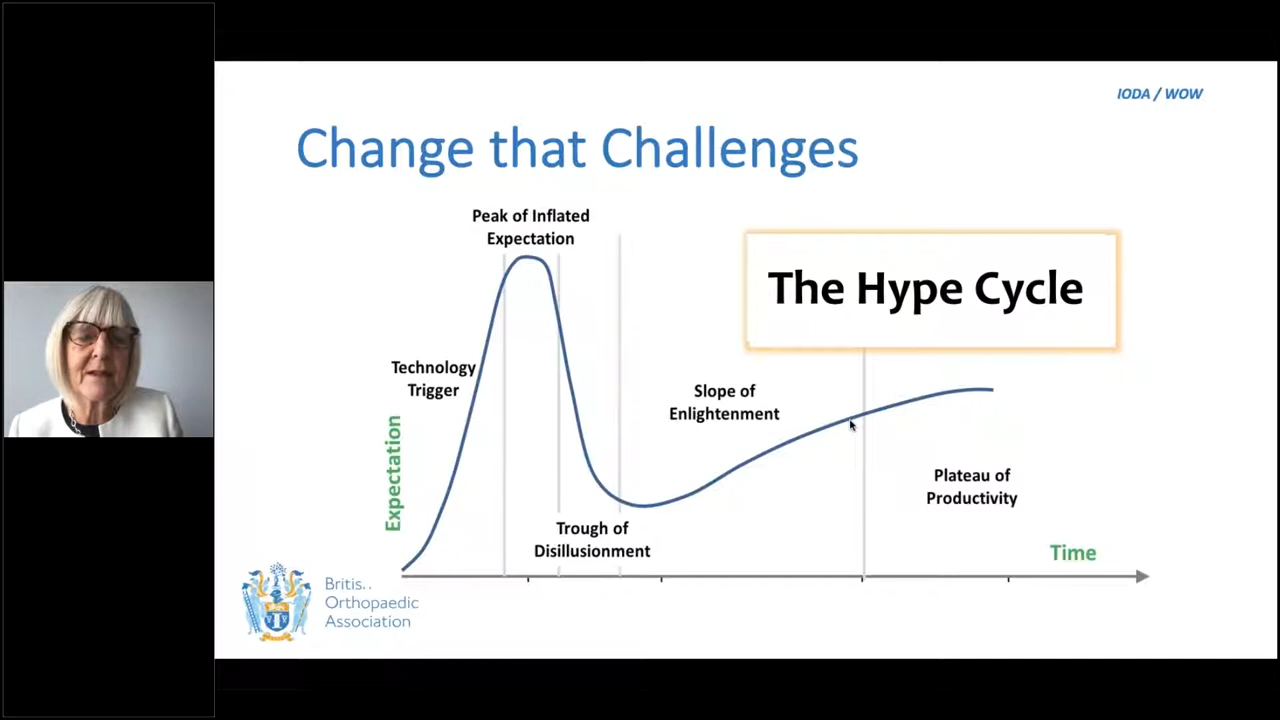 IODA / WOW
Change that Challenges
Peak of Inflated
Expectation
The Hype Cycle
Technology
Trigger
Slope of
Enlightenment
Expectation
Plateau of
Productivity
Trough of
Disillusionment
Time
Britis..
Orthopaedic
Association